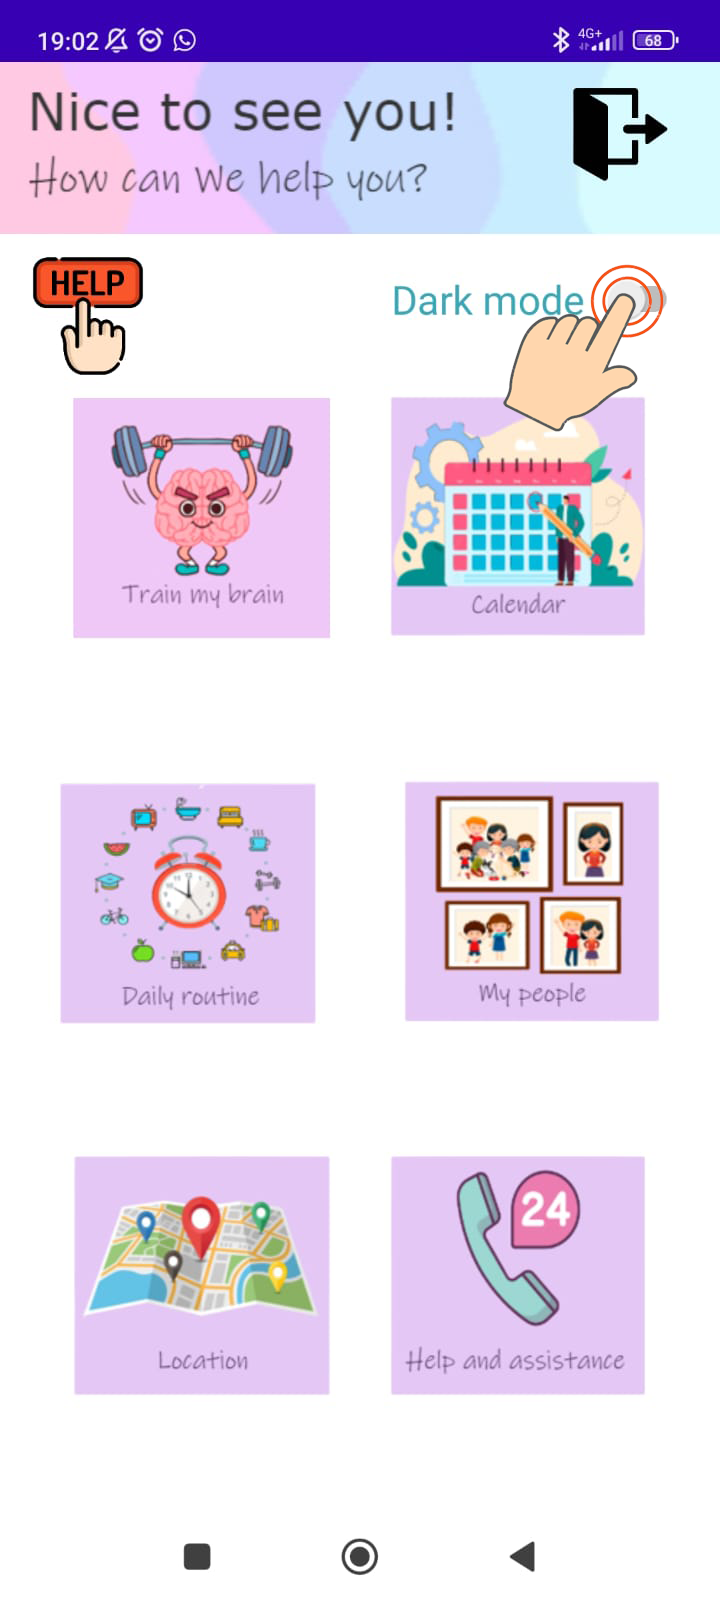 19:02
4G+
68
Nice to see you!
How can We help you?
HELP
Dark mode
Train my brain
Calendar
Daily routine
My people
24
Location
Help and assistance